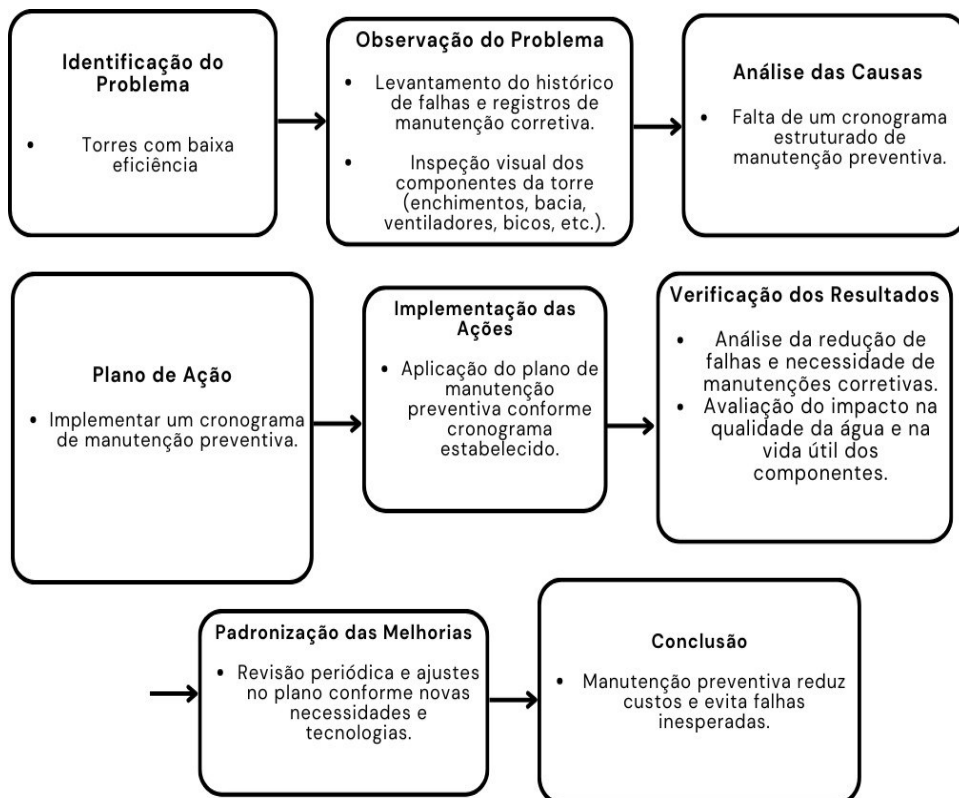 Identificação do
Problema
• Torres com baixa
eficiência
Observação do Problema
• Levantamento do histórico
de falhas e registros de
manutenção corretiva.
• Inspeção visual dos
componentes da torre
(enchimentos, bacia,
ventiladores, bicos, etc.).
Análise das Causas
• Falta de um cronograma
estruturado de
manutenção preventiva.
Plano de Ação
• Implementar um cronograma
de manutenção preventiva.
Implementação das
Ações
• Aplicação do plano de
manutenção
preventiva conforme
cronograma
estabelecido.
Verificação dos Resultados
• Análise da redução de
falhas e necessidade de
manutenções corretivas.
• Avaliação do impacto na
qualidade da água e na
vida útil dos
componentes.
Padronização das Melhorias
• Revisão periódica e ajustes
no plano conforme novas
necessidades e
tecnologias.
Conclusão
• Manutenção preventiva reduz
custos e evita falhas
inesperadas.